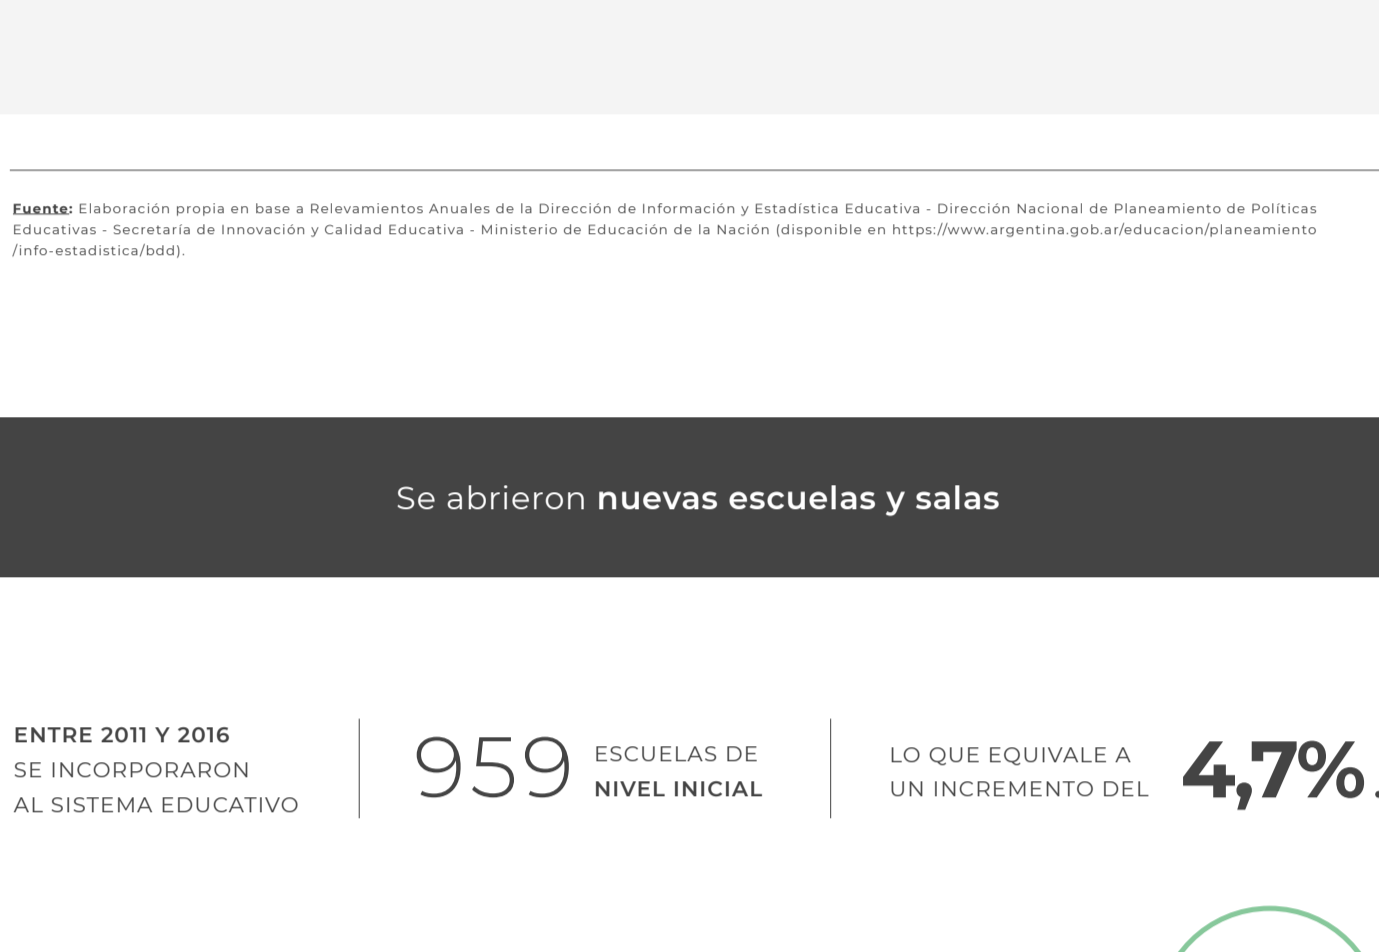 Fuente: Elaboración propia en base a Relevamientos Anuales de la Dirección de Información y Estadística Educativa - Dirección Nacional de Planeamiento de Políticas
Educativas - Secretaría de Innovación y Calidad Educativa - Ministerio de Educación de la Nación (disponible en https://www.argentina.gob.ar/educacion/planeamiento
/info-estadistica/bdd).
Se abrieron nuevas escuelas y salas
ENTRE 2011 Y 2016
SE INCORPORARON
AL SISTEMA EDUCATIVO
959
ESCUELAS DE
NIVEL INICIAL
LO QUE EQUIVALE A
UN INCREMENTO DEL
4,7%.